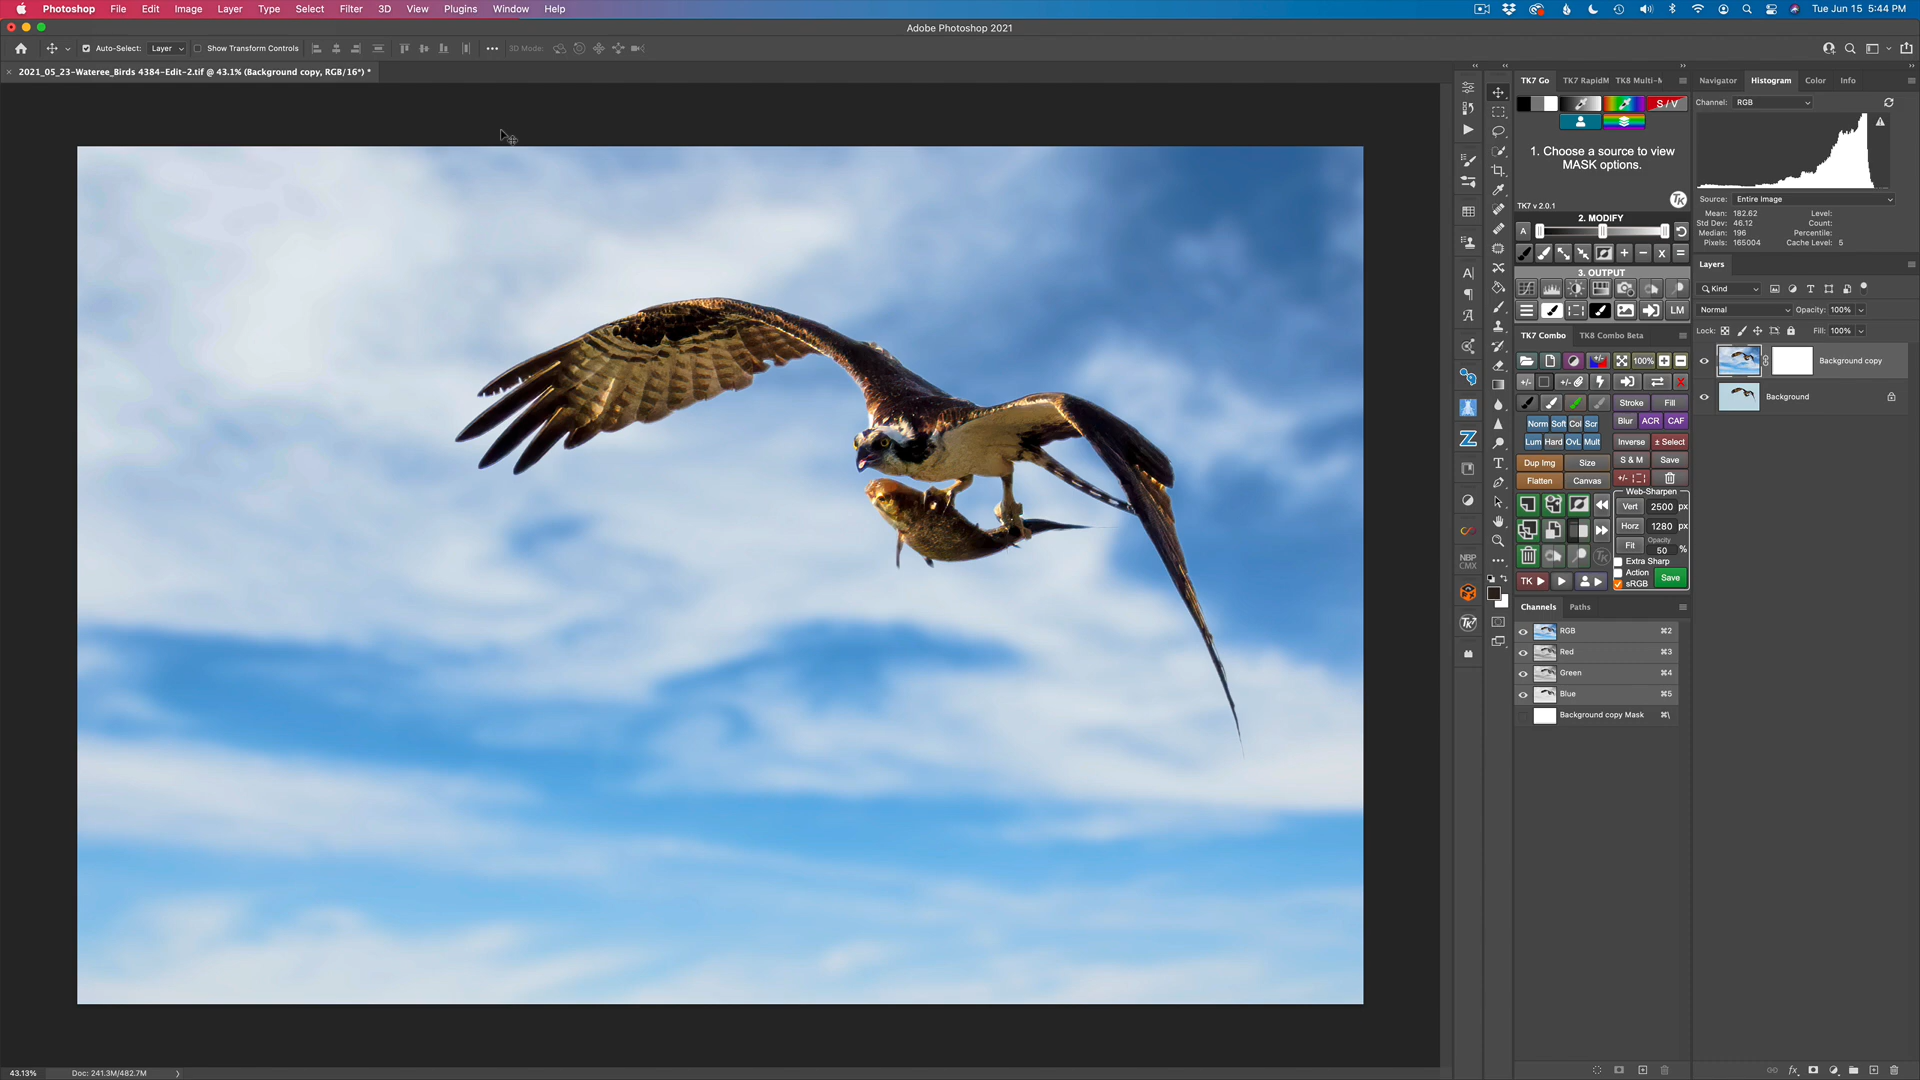 Photoshop File Edit Image Layer Type Select Filter 3D View Plugins Window Help Tue Jun 15 5:44 PM
Adobe Photoshop 2021
Auto-Select: Layer Show Transform Controls 3D Mode:
2021_05_23-Wateree_Birds 4384-Edit-2.tif @ 43.1% (Background copy, RGB/16*) *
TK7 Go TK7 RapidM TK8 Multi-M
S / V
1. Choose a source to view
MASK options.
TK7 v 2.0.1
TK
2. MODIFY
A
3. OUTPUT
LM
TK7 Combo TK8 Combo Beta
100%
Stroke Fill
Norm Soft Col Scr Blur ACR CAF
Lum Hard OvL Mult Inverse ± Select
Dup Img Size S & M Save
Flatten Canvas +/-
Web-Sharpen
Vert 2500 px
Horz 1280 px
Fit Opacity 50 %
Extra Sharp
Action
sRGB Save
TK
NBP
CMX
TK7
Channels Paths
RGB ⌘2
Red ⌘3
Green ⌘4
Blue ⌘5
Background copy Mask ⌘\
Navigator Histogram Color Info
Channel: RGB
Source: Entire Image
Mean: 182.62 Level:
Std Dev: 46.12 Count:
Median: 196 Percentile:
Pixels: 165004 Cache Level: 5
Layers
Kind
Normal Opacity: 100%
Lock: Fill: 100%
Background copy
Background
43.13% Doc: 241.3M/482.7M